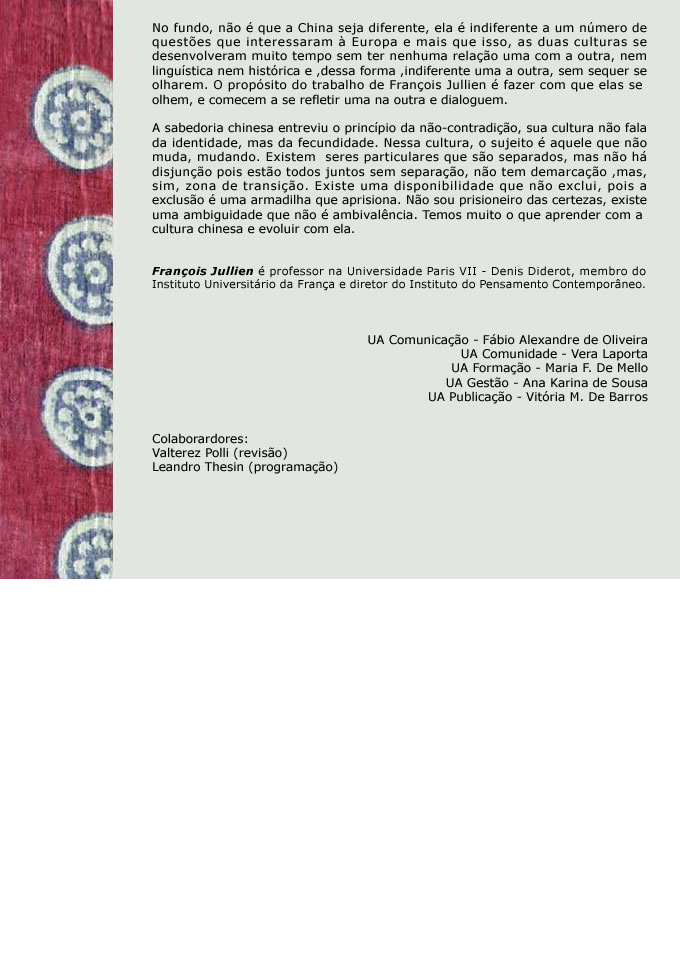 No fundo, não é que a China seja diferente, ela é indiferente a um número de
questões que interessaram à Europa e mais que isso, as duas culturas se
desenvolveram muito tempo sem ter nenhuma relação uma com a outra, nem
linguística nem histórica e ,dessa forma ,indiferente uma a outra, sem sequer se
olharem. O propósito do trabalho de François Jullien é fazer com que elas se
olhem, e comecem a se refletir uma na outra e dialoguem.
A sabedoria chinesa entreviu o princípio da não-contradição, sua cultura não fala
da identidade, mas da fecundidade. Nessa cultura, o sujeito é aquele que não
muda, mudando. Existem  seres particulares que são separados, mas não há
disjunção pois estão todos juntos sem separação, não tem demarcação ,mas,
sim, zona de transição. Existe uma disponibilidade que não exclui, pois a
exclusão é uma armadilha que aprisiona. Não sou prisioneiro das certezas, existe
uma ambiguidade que não é ambivalência. Temos muito o que aprender com a
cultura chinesa e evoluir com ela.
François Jullien é professor na Universidade Paris VII - Denis Diderot, membro do
Instituto Universitário da França e diretor do Instituto do Pensamento Contemporâneo.
UA Comunicação - Fábio Alexandre de Oliveira
UA Comunidade - Vera Laporta
UA Formação - Maria F. De Mello
UA Gestão - Ana Karina de Sousa
UA Publicação - Vitória M. De Barros
Colaborardores:
Valterez Polli (revisão)
Leandro Thesin (programação)